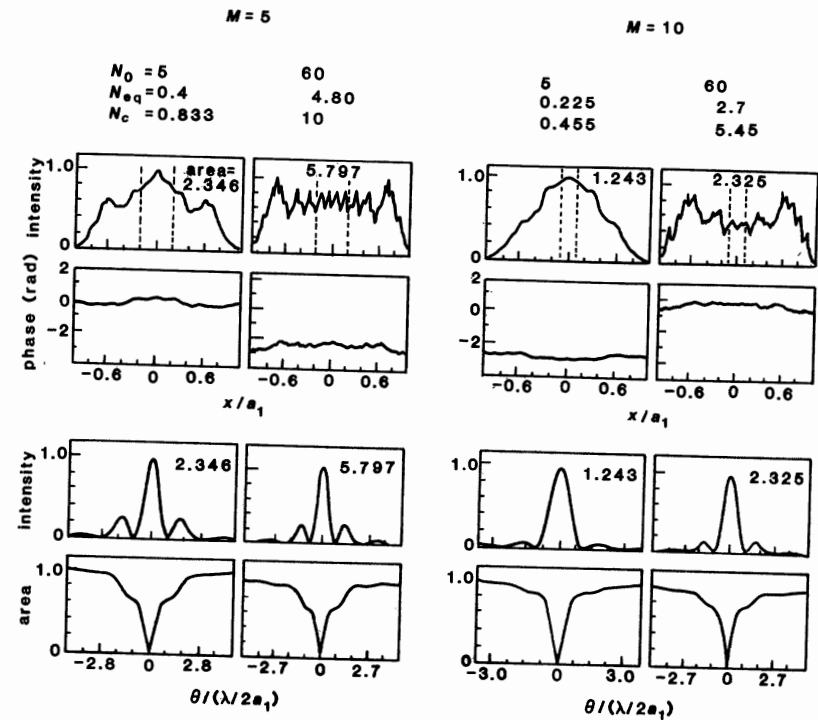 M = 5
M = 10
N₀ = 5 60
N_eq = 0.4 4.80
N_c = 0.833 10
5 60
0.225 2.7
0.455 5.45
intensity
1.0
0
area=
2.346
5.797
1.0
0
1.243
2.325
phase (rad)
2
0
−2
2
0
−2
−0.6 0 0.6
−0.6 0 0.6
−0.6 0 0.6
−0.6 0 0.6
x/a₁
x/a₁
intensity
1.0
0
2.346
5.797
1.0
0
1.243
2.325
area
1.0
0
1.0
0
−2.8 0 2.8
−2.7 0 2.7
−3.0 0 3.0
−2.7 0 2.7
θ/(λ/2a₁)
θ/(λ/2a₁)